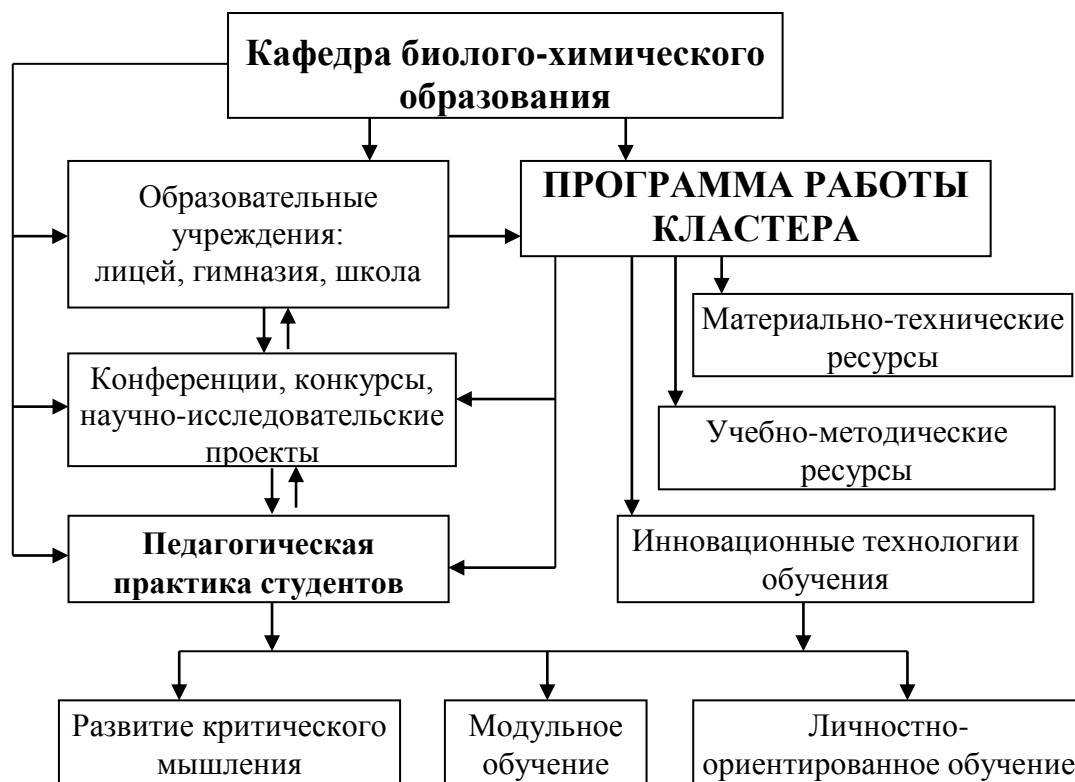 Кафедра биолого-химического
образования
Образовательные
учреждения:
лицей, гимназия, школа
ПРОГРАММА РАБОТЫ
КЛАСТЕРА
Материально-технические
ресурсы
Конференции, конкурсы,
научно-исследовательские
проекты
Учебно-методические
ресурсы
Педагогическая
практика студентов
Инновационные технологии
обучения
Развитие критического
мышления
Модульное
обучение
Личностно-
ориентированное обучение